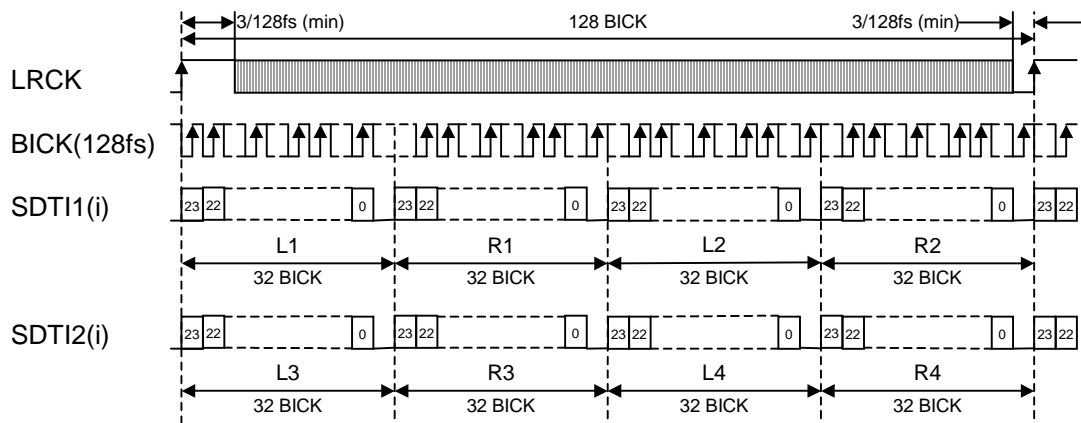 3/128fs (min) 128 BICK 3/128fs (min)
LRCK
BICK(128fs)
SDTI1(i) 23 22 0 23 22 0 23 22 0 23 22 0 23 22
L1 R1 L2 R2
32 BICK 32 BICK 32 BICK 32 BICK
SDTI2(i) 23 22 0 23 22 0 23 22 0 23 22 0 23 22
L3 R3 L4 R4
32 BICK 32 BICK 32 BICK 32 BICK